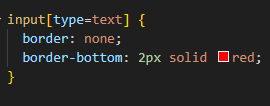 input[type=text] {
border: none;
border-bottom: 2px solid red;
}